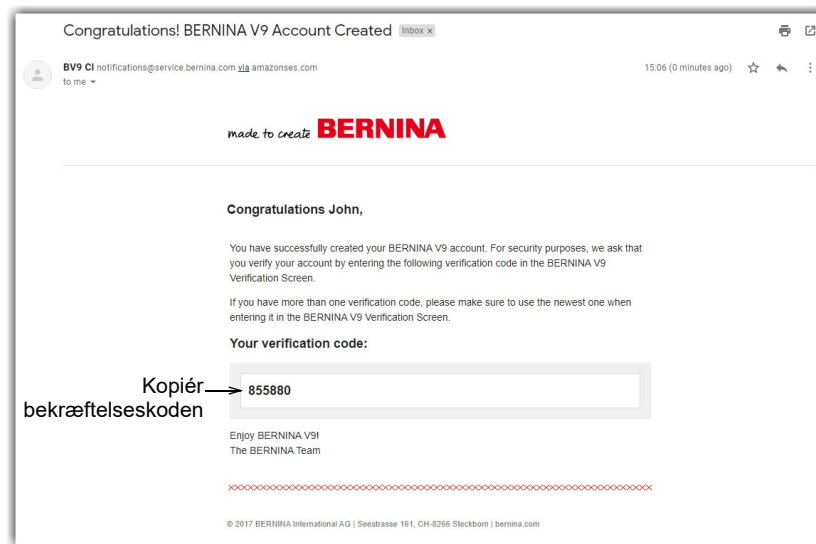 Congratulations! BERNINA V9 Account Created Inbox x
BV9 CI notifications@service.bernina.com via amazonses.com 15:06 (0 minutes ago)
to me
made to create BERNINA
Congratulations John,
You have successfully created your BERNINA V9 account. For security purposes, we ask that
you verify your account by entering the following verification code in the BERNINA V9
Verification Screen.
If you have more than one verification code, please make sure to use the newest one when
entering it in the BERNINA V9 Verification Screen.
Your verification code:
Kopiér
bekræftelseskoden
855880
Enjoy BERNINA V9!
The BERNINA Team
© 2017 BERNINA International AG | Seestrasse 161, CH-8266 Steckborn | bernina.com